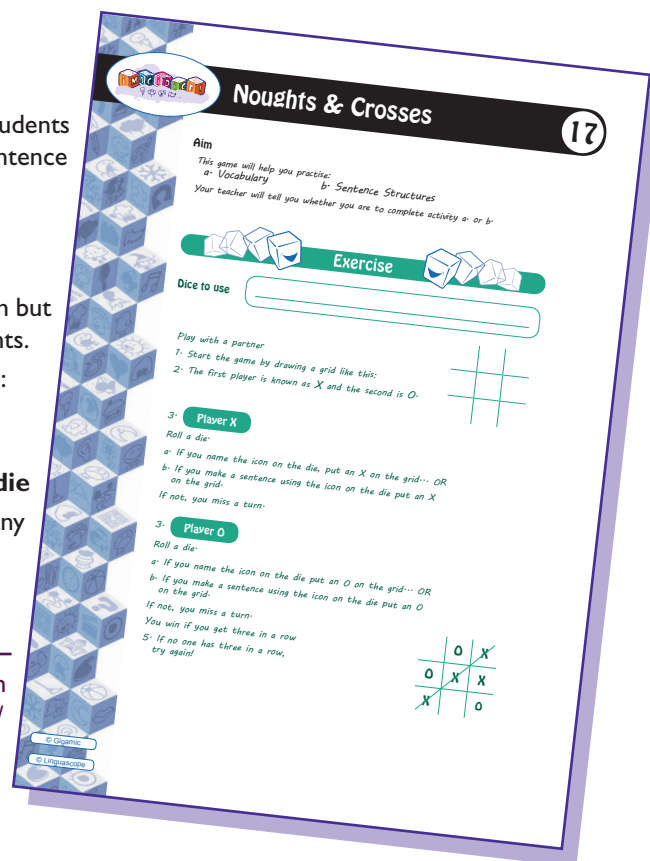 udents
ntence
n but
nts.
:
die
ny
n
Noughts & Crosses
17
Aim
This game will help you practise:
a. Vocabulary b. Sentence Structures
Your teacher will tell you whether you are to complete activity a. or b.
Exercise
Dice to use
Play with a partner
1. Start the game by drawing a grid like this:
2. The first player is known as X and the second is O.
3. Player X
Roll a die.
a. If you name the icon on the die, put an X on the grid... OR
b. If you make a sentence using the icon on the die put an X
on the grid.
If not, you miss a turn.
3. Player O
Roll a die.
a. If you name the icon on the die put an O on the grid... OR
b. If you make a sentence using the icon on the die put an O
on the grid.
If not, you miss a turn.
You win if you get three in a row
5. If no one has three in a row,
try again!
O X
O X X
X O
© Gigamic
© Linguascope